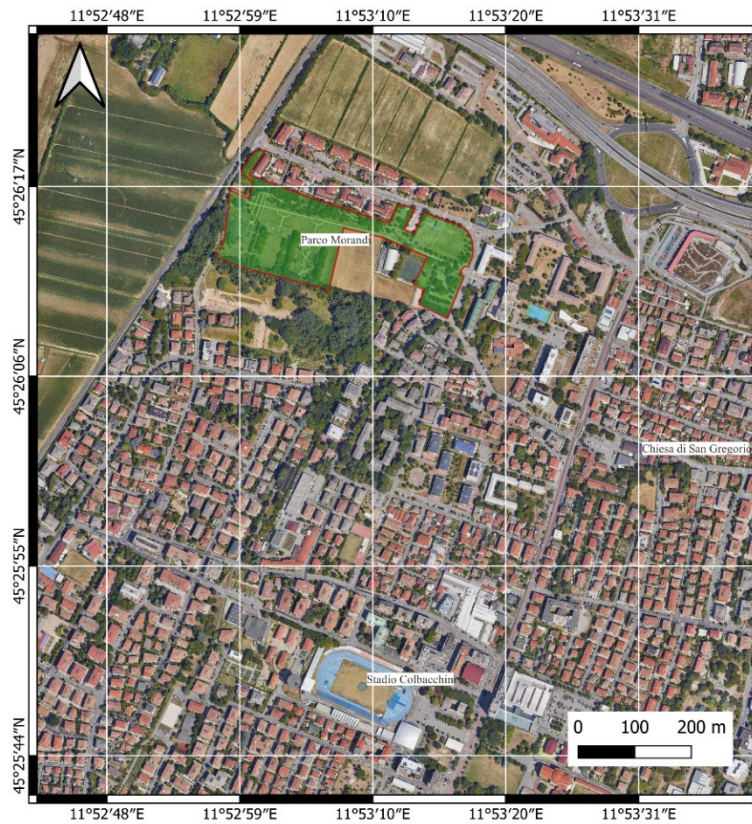 11°52′48″E 11°52′59″E 11°53′10″E 11°53′20″E 11°53′31″E
45°26′17″N
Parco Morandi
45°26′06″N
Chiesa di San Gregorio
45°25′55″N
Stadio Colbacchin
0 100 200 m
45°25′44″N
11°52′48″E 11°52′59″E 11°53′10″E 11°53′20″E 11°53′31″E